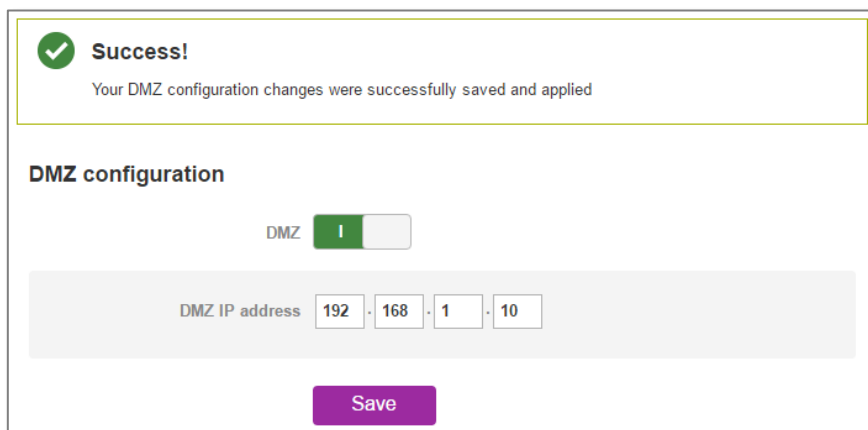 Success!
Your DMZ configuration changes were successfully saved and applied
DMZ configuration
DMZ I
DMZ IP address 192 . 168 . 1 . 10
Save